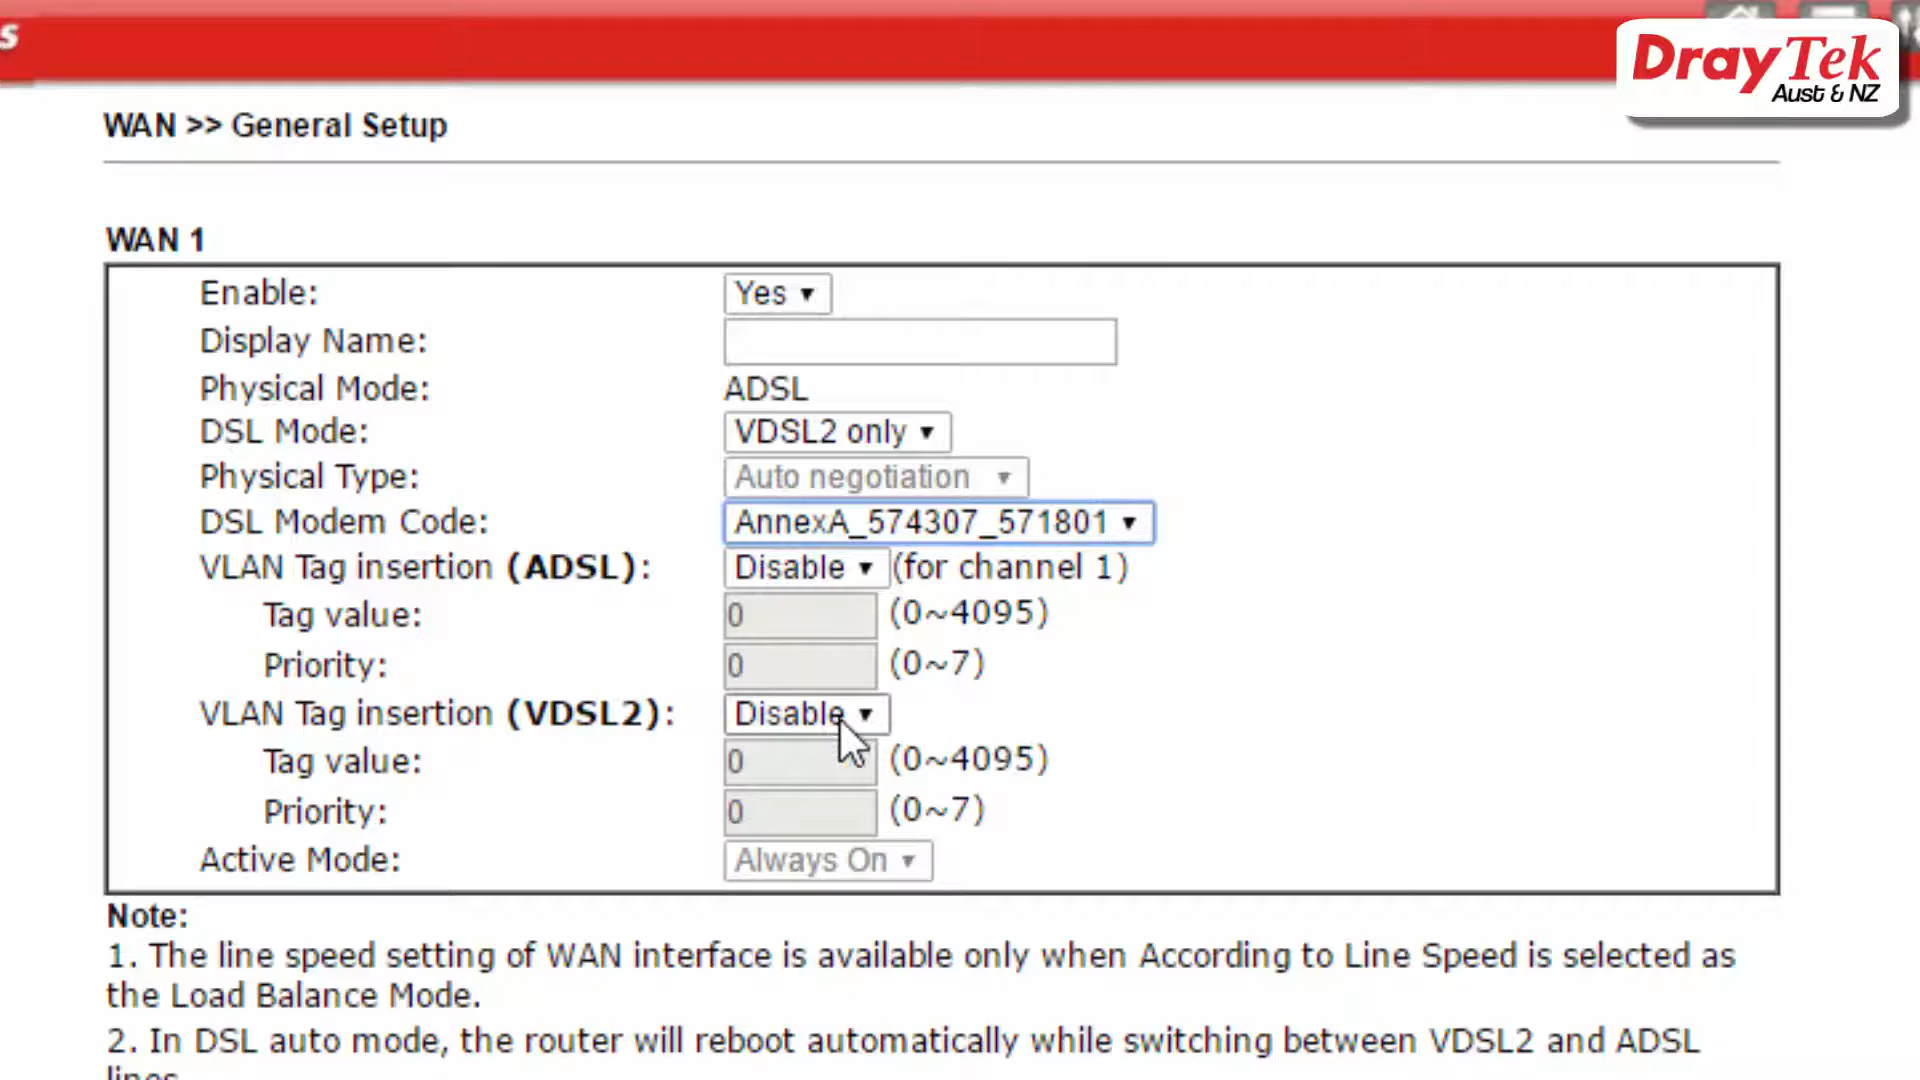 s
DrayTek
Aust & NZ
WAN >> General Setup
WAN 1
Enable: Yes
Display Name:
Physical Mode: ADSL
DSL Mode: VDSL2 only
Physical Type: Auto negotiation
DSL Modem Code: AnnexA_574307_571801
VLAN Tag insertion (ADSL): Disable (for channel 1)
Tag value: 0 (0~4095)
Priority: 0 (0~7)
VLAN Tag insertion (VDSL2): Disable
Tag value: 0 (0~4095)
Priority: 0 (0~7)
Active Mode: Always On
Note:
1. The line speed setting of WAN interface is available only when According to Line Speed is selected as
the Load Balance Mode.
2. In DSL auto mode, the router will reboot automatically while switching between VDSL2 and ADSL
lines